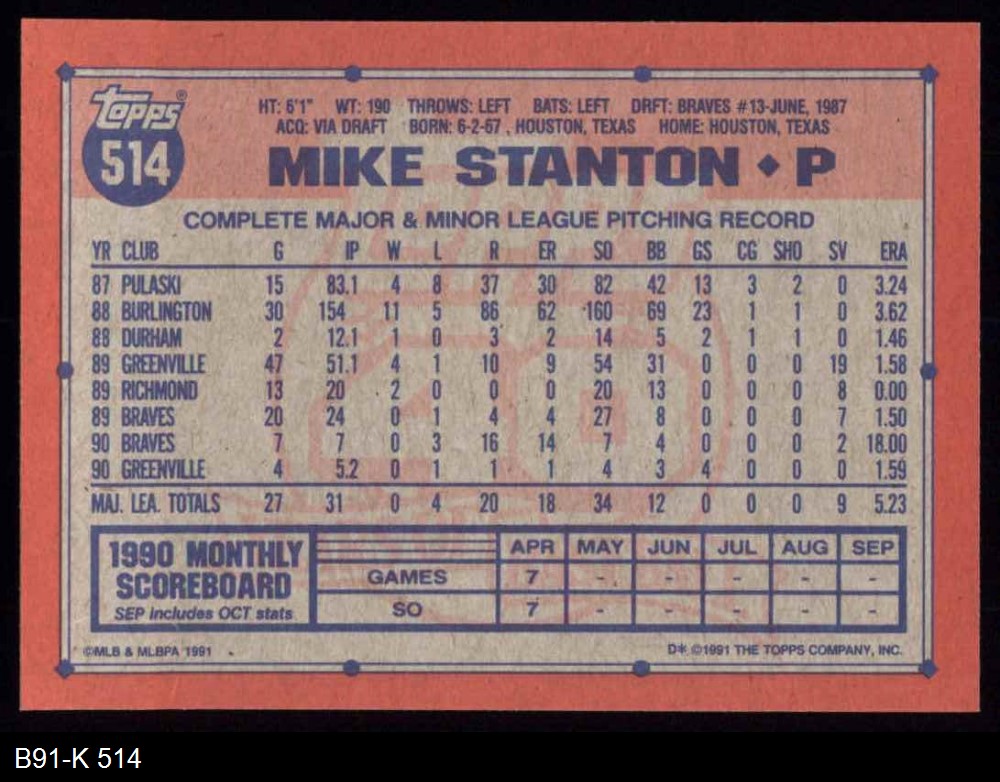 topps®
514
HT: 6'1" WT: 190 THROWS: LEFT BATS: LEFT DRFT: BRAVES #13-JUNE, 1987
ACQ: VIA DRAFT BORN: 6-2-67, HOUSTON, TEXAS HOME: HOUSTON, TEXAS
MIKE STANTON ♦ P
COMPLETE MAJOR & MINOR LEAGUE PITCHING RECORD
YR CLUB G IP W L R ER SO BB GS CG SHO SV ERA
87 PULASKI 15 83.1 4 8 37 30 82 42 13 3 2 0 3.24
88 BURLINGTON 30 154 11 5 86 62 160 69 23 1 1 0 3.62
88 DURHAM 2 12.1 1 0 3 2 14 5 2 1 1 0 1.46
89 GREENVILLE 47 51.1 4 1 10 9 54 31 0 0 0 19 1.58
89 RICHMOND 13 20 2 0 0 0 20 13 0 0 0 8 0.00
89 BRAVES 20 24 0 1 4 4 27 8 0 0 0 7 1.50
90 BRAVES 7 7 0 3 16 14 7 4 0 0 0 2 18.00
90 GREENVILLE 4 5.2 0 1 1 1 4 3 4 0 0 0 1.59
MAJ. LEA. TOTALS 27 31 0 4 20 18 34 12 0 0 0 9 5.23
1990 MONTHLY SCOREBOARD
SEP includes OCT stats
APR MAY JUN JUL AUG SEP
GAMES 7 - - - - -
SO 7 - - - - -
©MLB & MLBPA 1991 D* ©1991 THE TOPPS COMPANY, INC.
B91-K 514